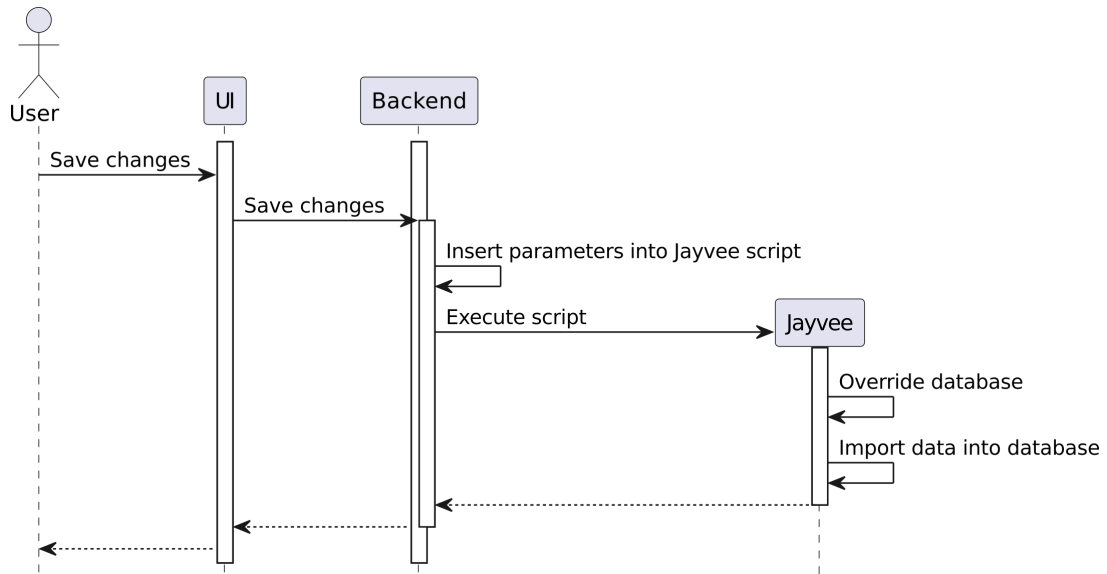 User
UI
Backend
Save changes
Save changes
Insert parameters into Jayvee script
Execute script
Jayvee
Override database
Import data into database